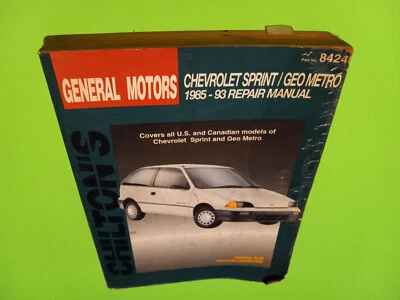 Part No. 8424
GENERAL MOTORS
CHEVROLET SPRINT/GEO METRO
1985-93 REPAIR MANUAL
Covers all U.S. and Canadian models of
Chevrolet Sprint and Geo Metro
CHILTON'S